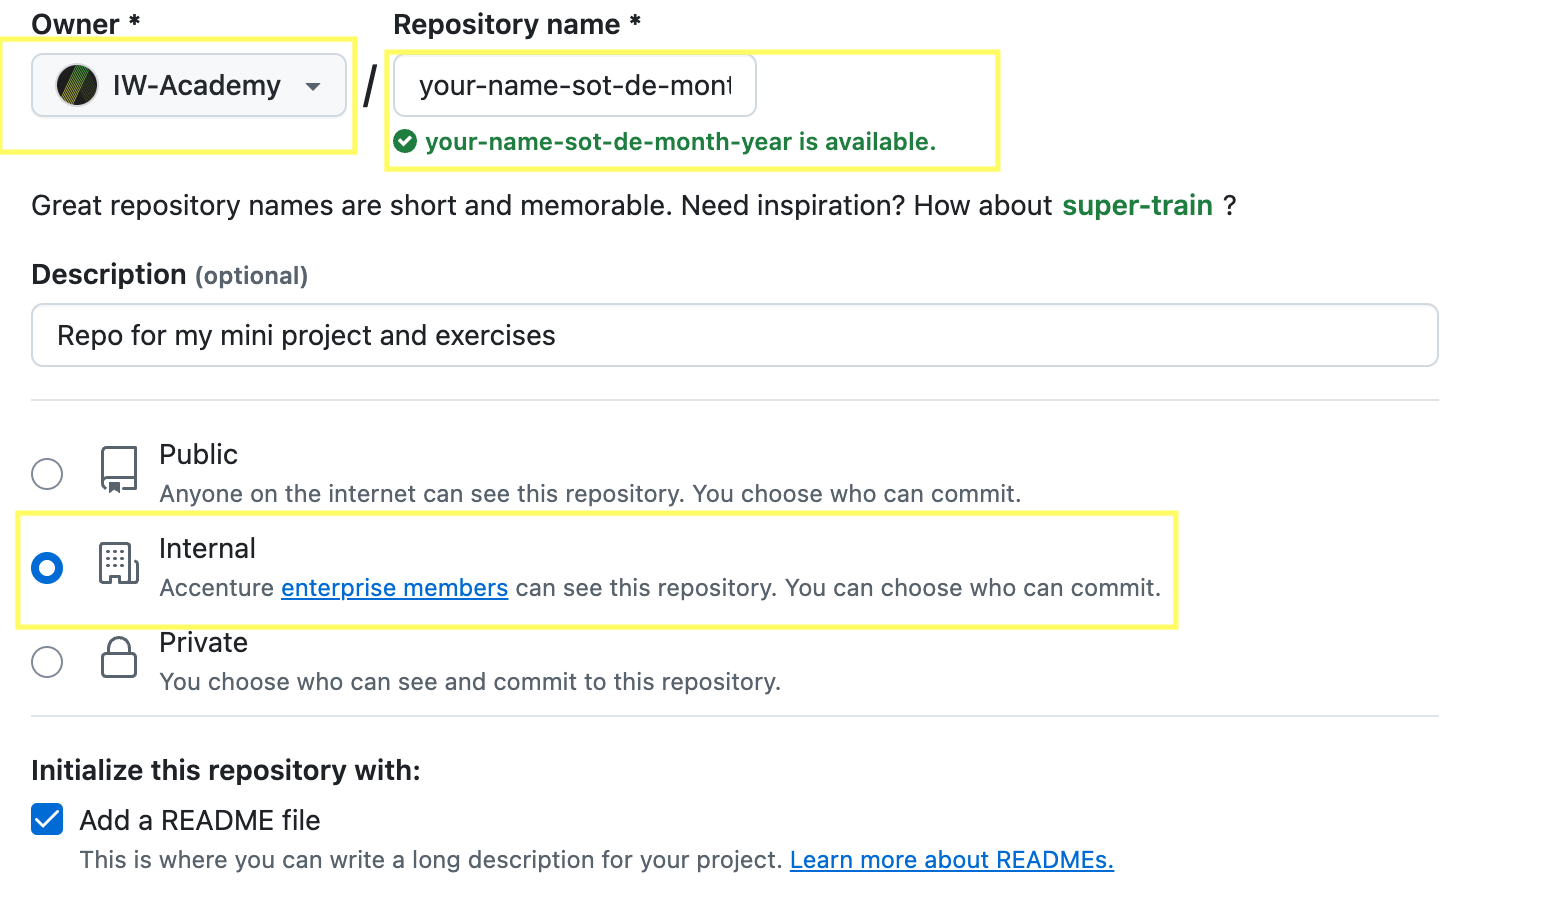 Owner *
Repository name *
IW-Academy
/
your-name-sot-de-mont
your-name-sot-de-month-year is available.
Great repository names are short and memorable. Need inspiration? How about super-train ?
Description (optional)
Repo for my mini project and exercises
Public
Anyone on the internet can see this repository. You choose who can commit.
Internal
Accenture enterprise members can see this repository. You can choose who can commit.
Private
You choose who can see and commit to this repository.
Initialize this repository with:
Add a README file
This is where you can write a long description for your project. Learn more about READMEs.